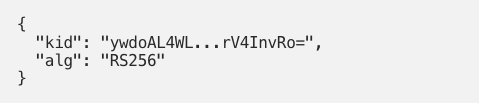 {
  "kid": "ywdoAL4WL...rV4InvRo=",
  "alg": "RS256"
}